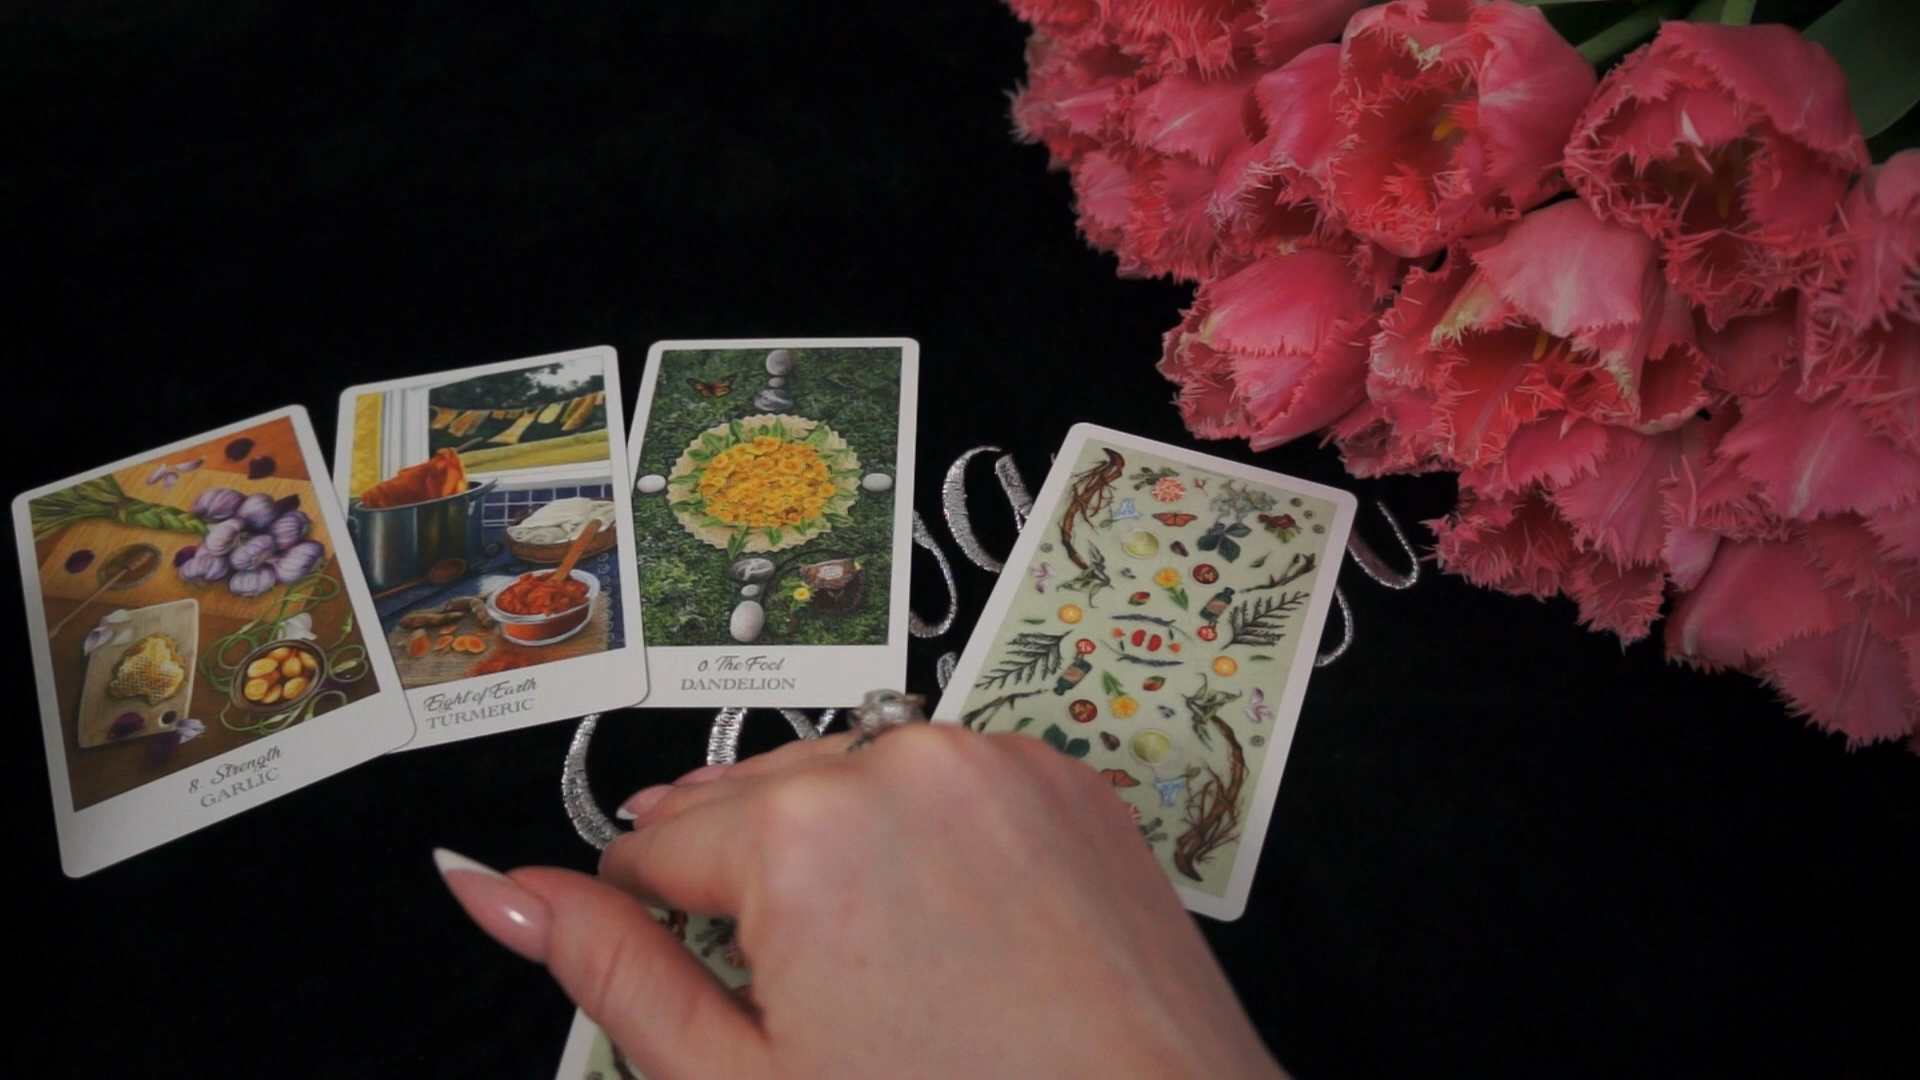 8. Strength
GARLIC
Eight of Earth
TURMERIC
0. The Fool
DANDELION